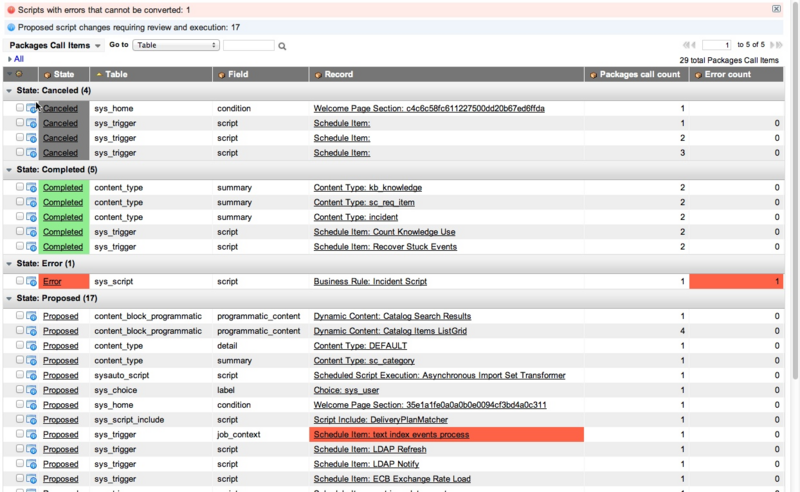 Scripts with errors that cannot be converted: 1
Proposed script changes requiring review and execution: 17
Packages Call Items Go to Table 1 to 5 of 5
All 29 total Packages Call Items
State Table Field Record Packages call count Error count
State: Canceled (4)
Canceled sys_home condition Welcome Page Section: c4c6c58fc611227500dd20b67ed6ffda 1
Canceled sys_trigger script Schedule Item: 1 0
Canceled sys_trigger script Schedule Item: 2 0
Canceled sys_trigger script Schedule Item: 3 0
State: Completed (5)
Completed content_type summary Content Type: kb_knowledge 2 0
Completed content_type summary Content Type: sc_req_item 2 0
Completed content_type summary Content Type: incident 2 0
Completed sys_trigger script Schedule Item: Count Knowledge Use 2 0
Completed sys_trigger script Schedule Item: Recover Stuck Events 2 0
State: Error (1)
Error sys_script script Business Rule: Incident Script 1 1
State: Proposed (17)
Proposed content_block_programmatic programmatic_content Dynamic Content: Catalog Search Results 1 0
Proposed content_block_programmatic programmatic_content Dynamic Content: Catalog Items ListGrid 4 0
Proposed content_type detail Content Type: DEFAULT 1 0
Proposed content_type summary Content Type: sc_category 1 0
Proposed sysauto_script script Scheduled Script Execution: Asynchronous Import Set Transformer 1 0
Proposed sys_choice label Choice: sys_user 1 0
Proposed sys_home condition Welcome Page Section: 35e1a1fe0a0a0b0e0094cf3bd4a0c311 1 0
Proposed sys_script_include script Script Include: DeliveryPlanMatcher 1 0
Proposed sys_trigger job_context Schedule Item: text index events process 1 0
Proposed sys_trigger script Schedule Item: LDAP Refresh 1 0
Proposed sys_trigger script Schedule Item: LDAP Notify 1 0
Proposed sys_trigger script Schedule Item: ECB Exchange Rate Load 1 0